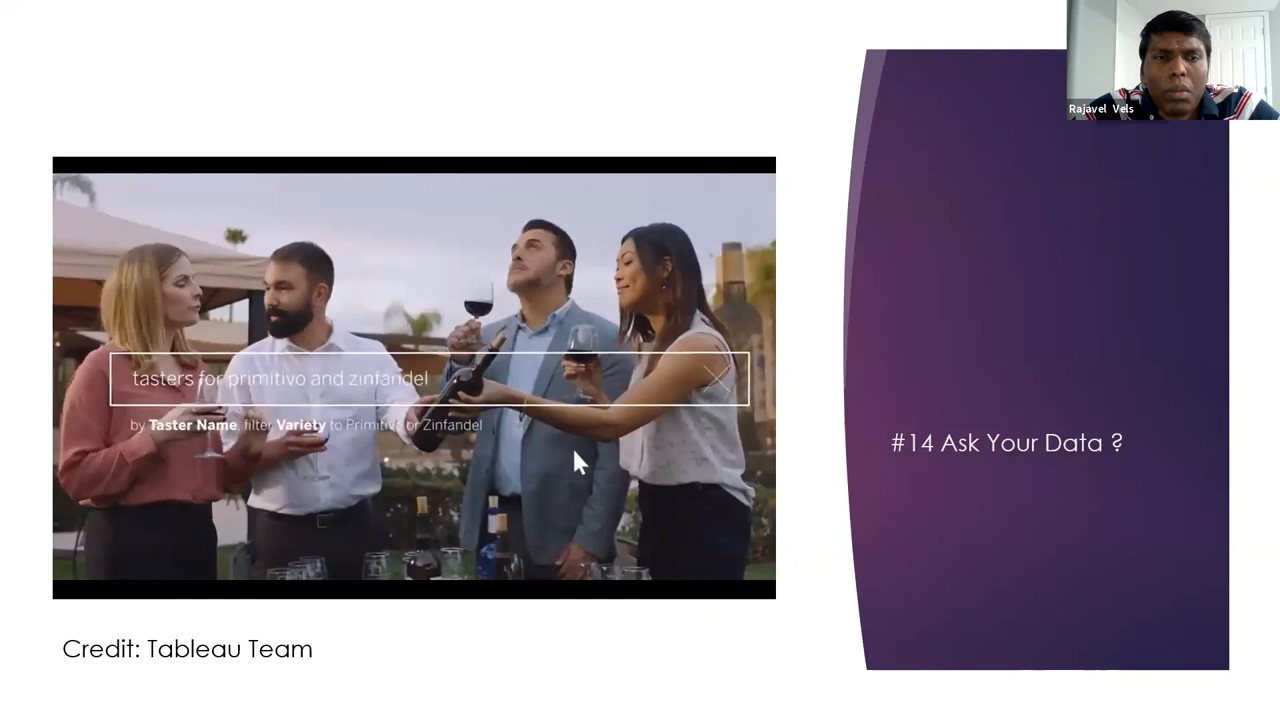 Rajavel Vels
tasters for primitivo and zinfandel
by Taster Name, filter Variety to Primitivo or Zinfandel
#14 Ask Your Data ?
Credit: Tableau Team